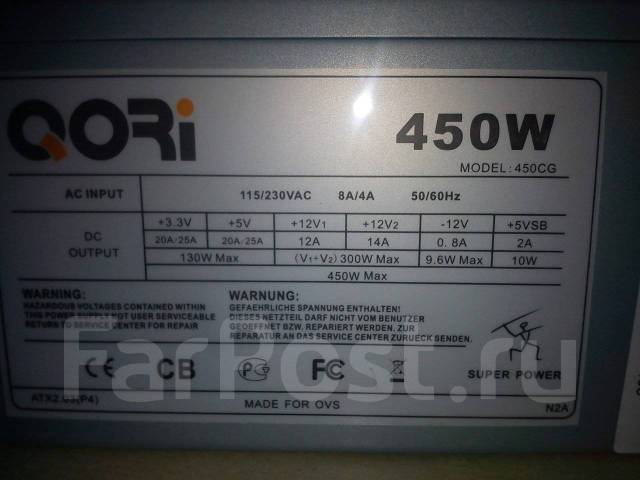 QORi
450W
MODEL:450CG
AC INPUT 115/230VAC 8A/4A 50/60Hz
DC OUTPUT
+3.3V +5V +12V1 +12V2 -12V +5VSB
20A/25A 20A/25A 12A 14A 0.8A 2A
130W Max (V1+V2)300W Max 9.6W Max 10W
450W Max
WARNING:
HAZARDOUS VOLTAGES CONTAINED WITHIN
THIS POWER SUPPLY NOT USER SERVICEABLE
RETURN TO SERVICE CENTER FOR REPAIR
WARNUNG:
GEFAEHRLICHE SPANNUNG ENTHALTEN!
DIESES NETZTEIL DARF NICHT VOM BENUTZER
GEOEFFNET BZW. REPARIERT WERDEN. ZUR
REPARATUR AN DAS SERVICE CENTER ZURUECK SENDEN.
CE CB PG FC
SUPER POWER
FarPost.ru
ATX2.03(P4)
MADE FOR OVS
N2A